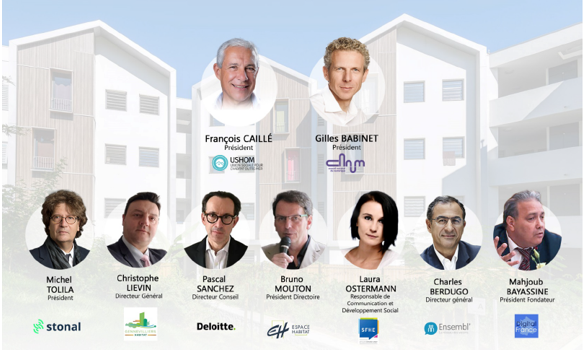 François CAILLÉ
Président
USHOM
Gilles BABINET
Président
Michel
TOLILA
Président
stonal
Christophe
LIEVIN
Directeur Général
Pascal
SANCHEZ
Directeur Conseil
Deloitte.
Bruno
MOUTON
Président Directoire
EH ESPACE
HABITAT
Laura
OSTERMANN
Responsable de
Communication et
Développement Social
Charles
BERDUGO
Directeur général
Ensembl'
Mahjoub
BAYASSINE
Président Fondateur